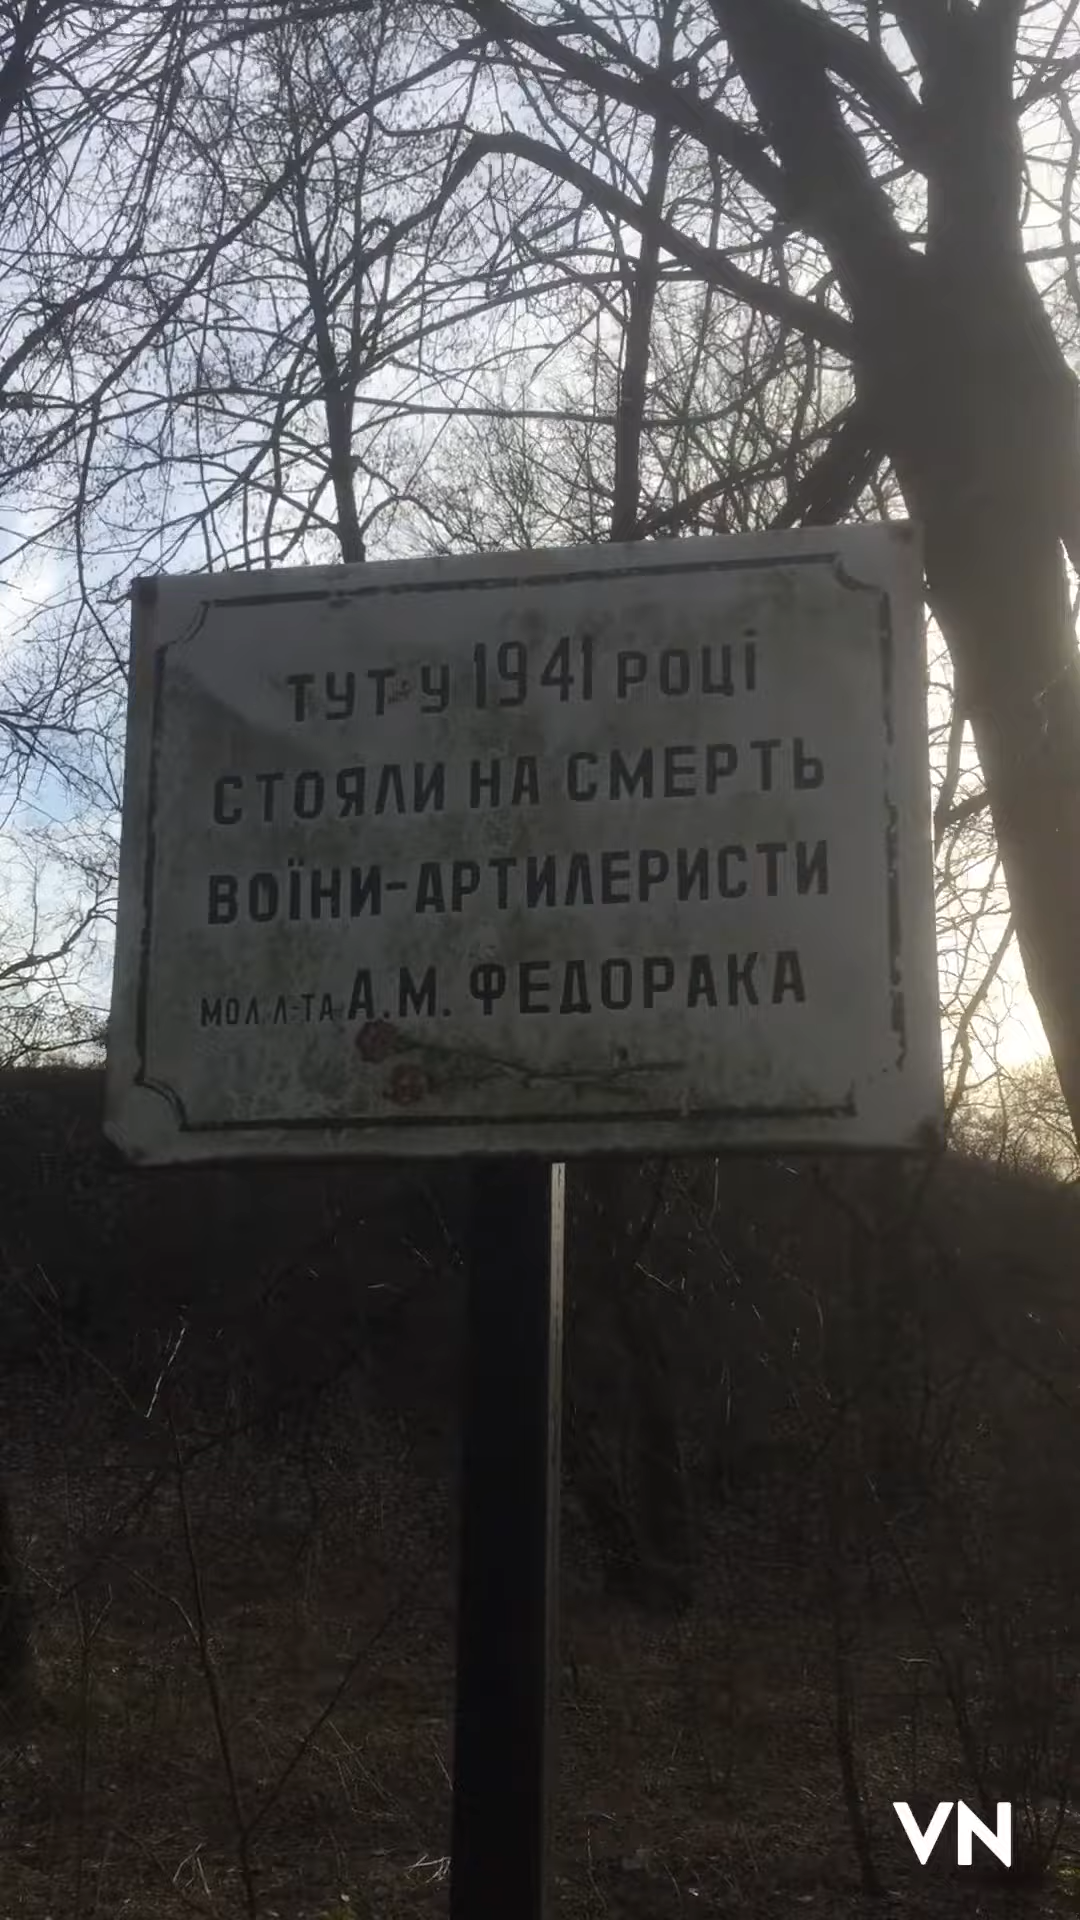 ТУТ У 1941 РОЦІ
СТОЯЛИ НА СМЕРТЬ
ВОЇНИ-АРТИЛЕРИСТИ
МОЛ. Л-ТА А.М. ФЕДОРАКА
VN